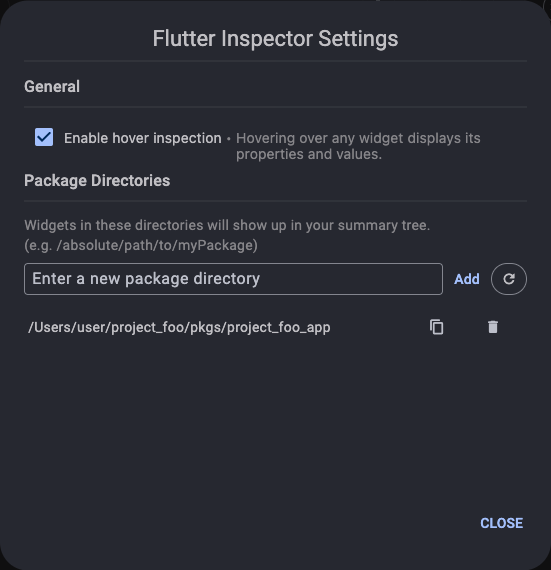 Flutter Inspector Settings
General
Enable hover inspection • Hovering over any widget displays its
properties and values.
Package Directories
Widgets in these directories will show up in your summary tree.
(e.g. /absolute/path/to/myPackage)
Enter a new package directory
Add
/Users/user/project_foo/pkgs/project_foo_app
CLOSE